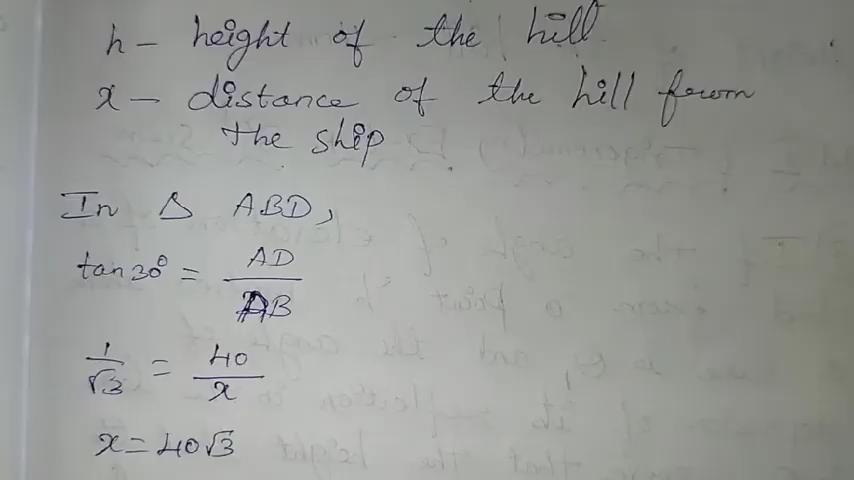 h - height of the hill
x - distance of the hill from
the ship
In Δ ABD,
tan 30° = AD / AB
1/√3 = 40/x
x = 40√3